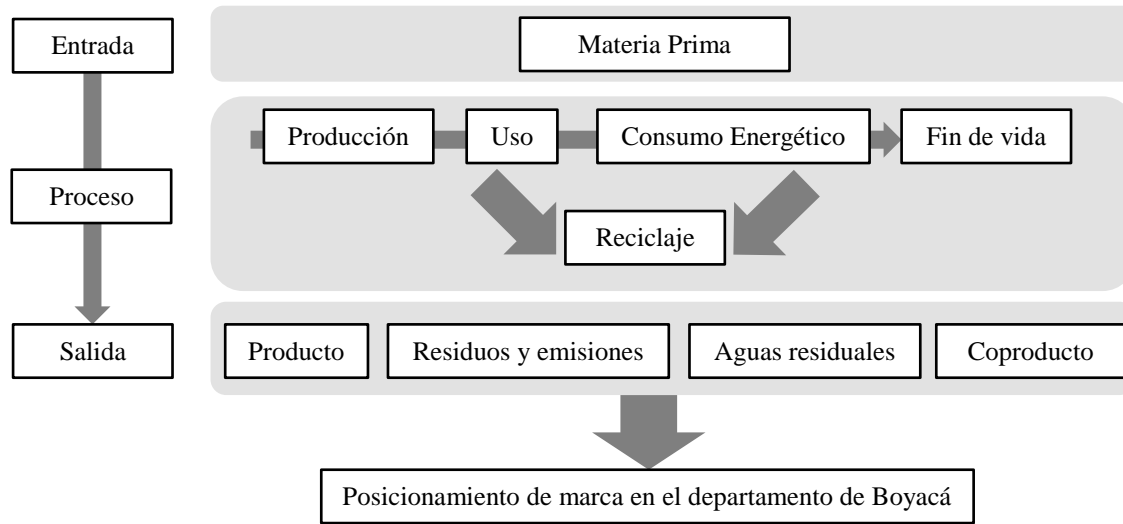 Entrada
Materia Prima
Producción
Uso
Consumo Energético
Fin de vida
Proceso
Reciclaje
Salida
Producto
Residuos y emisiones
Aguas residuales
Coproducto
Posicionamiento de marca en el departamento de Boyacá